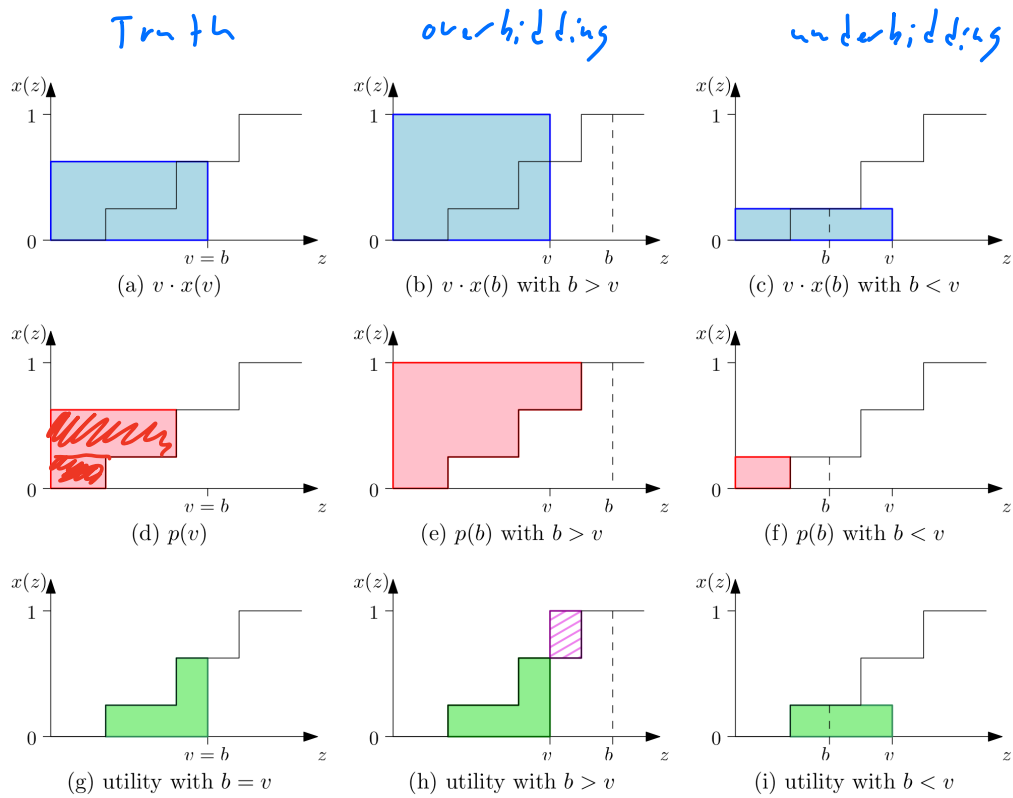 Truth overbidding underbidding
x(z) x(z) x(z)
1 1 1
0 0 0
v = b z v b z b v z
(a) v · x(v) (b) v · x(b) with b > v (c) v · x(b) with b < v
x(z) x(z) x(z)
1 1 1
0 0 0
v = b z v b z b v z
(d) p(v) (e) p(b) with b > v (f) p(b) with b < v
x(z) x(z) x(z)
1 1 1
0 0 0
v = b z v b z b v z
(g) utility with b = v (h) utility with b > v (i) utility with b < v